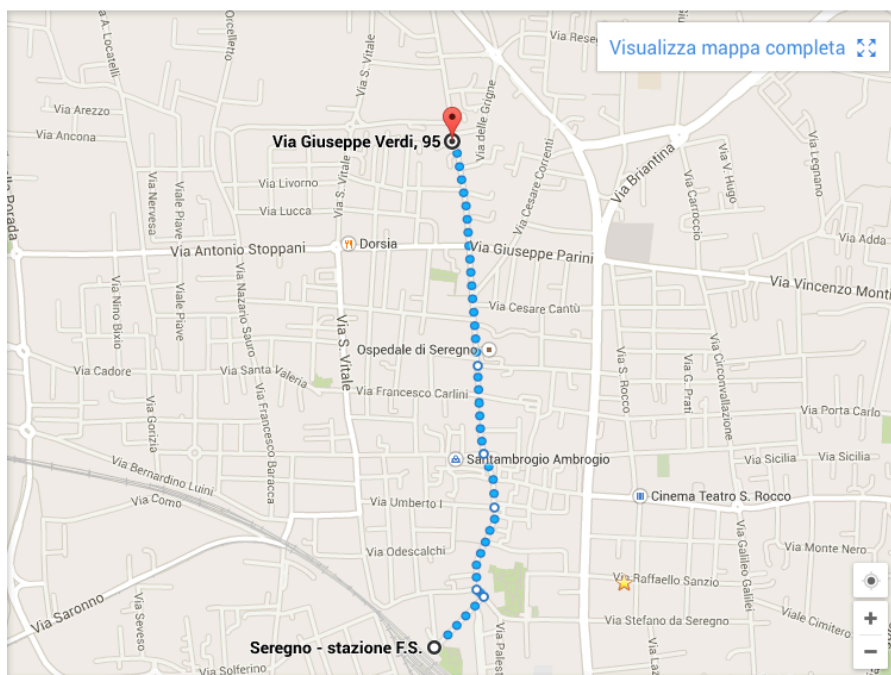 Visualizza mappa completa
Via A. Locatelli
Orcelletto
Via S. Vitale
Via Rese
Via Arezzo
Via Ancona
Via Giuseppe Verdi, 95
Via delle Grigne
Via Cesare Correnti
Via Briantina
Via V. Hugo
Via Legnano
Via Carroccio
Porada
Via Nervesa
Viale Piave
Via Livorno
Via Lucca
Via S. Vitale
Via Antonio Stoppani
Dorsia
Via Giuseppe Parini
Via Adda
Via Vincenzo Monti
Via Nino Bixio
Viale Piave
Via Nazario Sauro
Via Cesare Cantù
Via S. Vitale
Ospedale di Seregno
Via Cadore
Via Santa Valeria
Via Francesco Carlini
Via S. Rocco
Via G. Prati
Via Circonvallazione
Via Porta Carlo
Via Gorizia
Via Francesco Baracca
Santambrogio Ambrogio
Via Sicilia
Via Sicilia
Via Bernardino Luini
Via Como
Via Umberto I
Cinema Teatro S. Rocco
Via Odescalchi
Via Monte Nero
Via Galileo Galilei
Via Raffaello Sanzio
Via Saronno
Via Seveso
Via Stefano da Seregno
Viale Cimitero
Seregno - stazione F.S.
Via Solferino
Via Palest
Via Laz
+
−